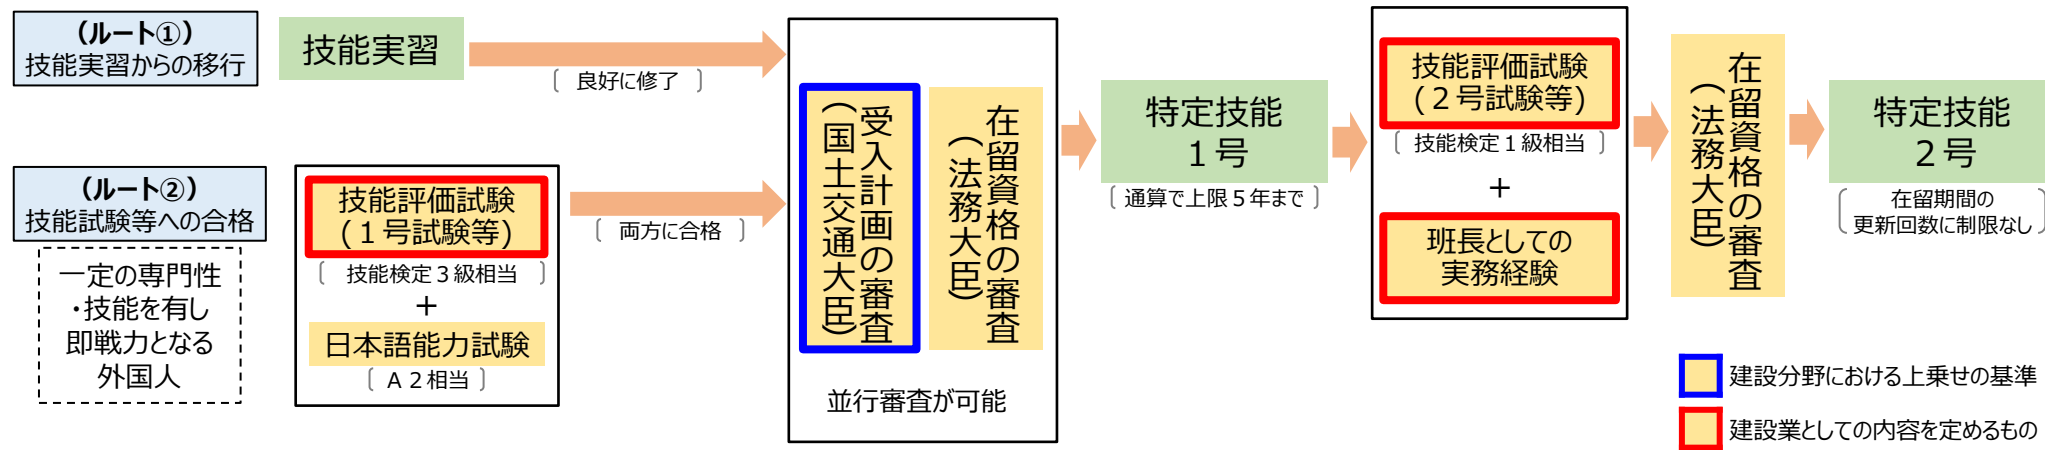 (ルート①)
技能実習からの移行
技能実習
〔 良好に修了 〕
(ルート②)
技能試験等への合格
一定の専門性
・技能を有し
即戦力となる
外国人
技能評価試験
(1号試験等)
〔 技能検定3級相当 〕
+
日本語能力試験
〔 A2相当 〕
〔 両方に合格 〕
受入計画の審査
(国土交通大臣)
在留資格の審査
(法務大臣)
並行審査が可能
特定技能
1号
〔 通算で上限5年まで 〕
技能評価試験
(2号試験等)
〔 技能検定1級相当 〕
+
班長としての
実務経験
在留資格の審査
(法務大臣)
特定技能
2号
〔 在留期間の
更新回数に制限なし 〕
建設分野における上乗せの基準
建設業としての内容を定めるもの